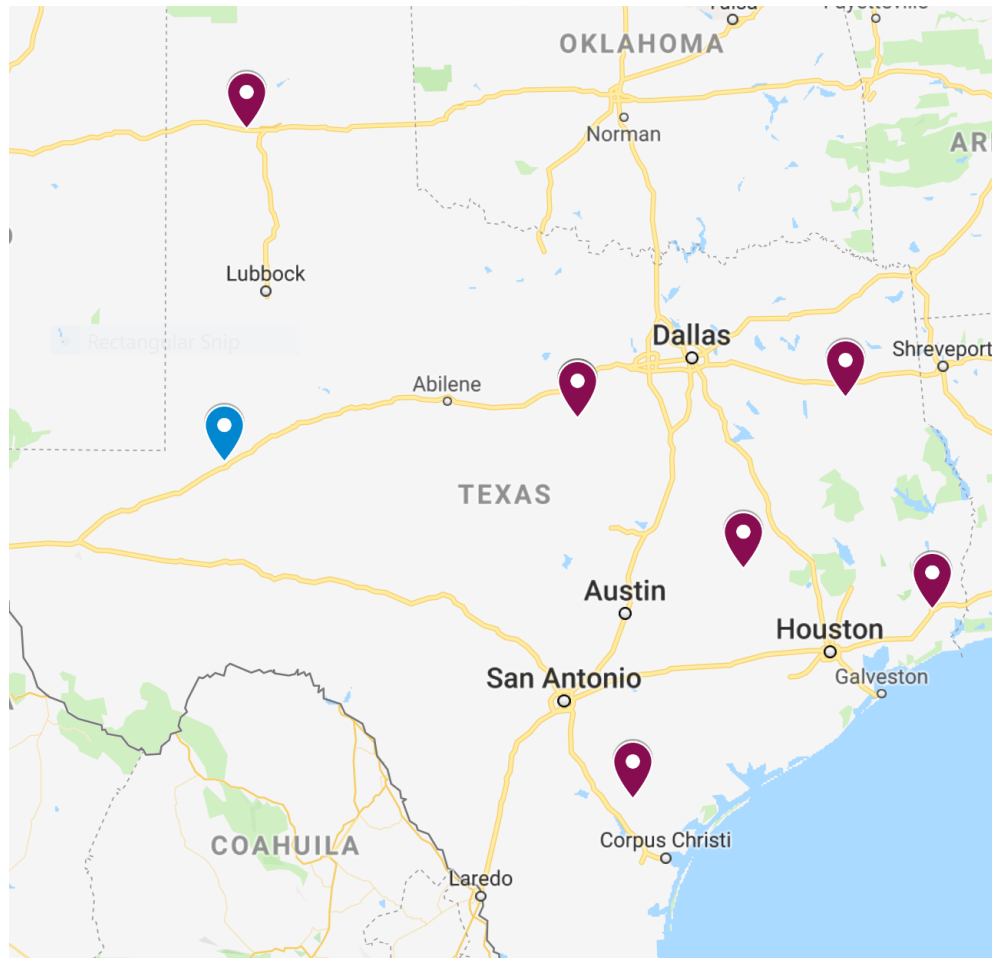 OKLAHOMA
Norman
Lubbock
Rectangular Snip
Dallas
Shreveport
Abilene
TEXAS
Austin
Houston
San Antonio
Galveston
Corpus Christi
COAHUILA
Laredo